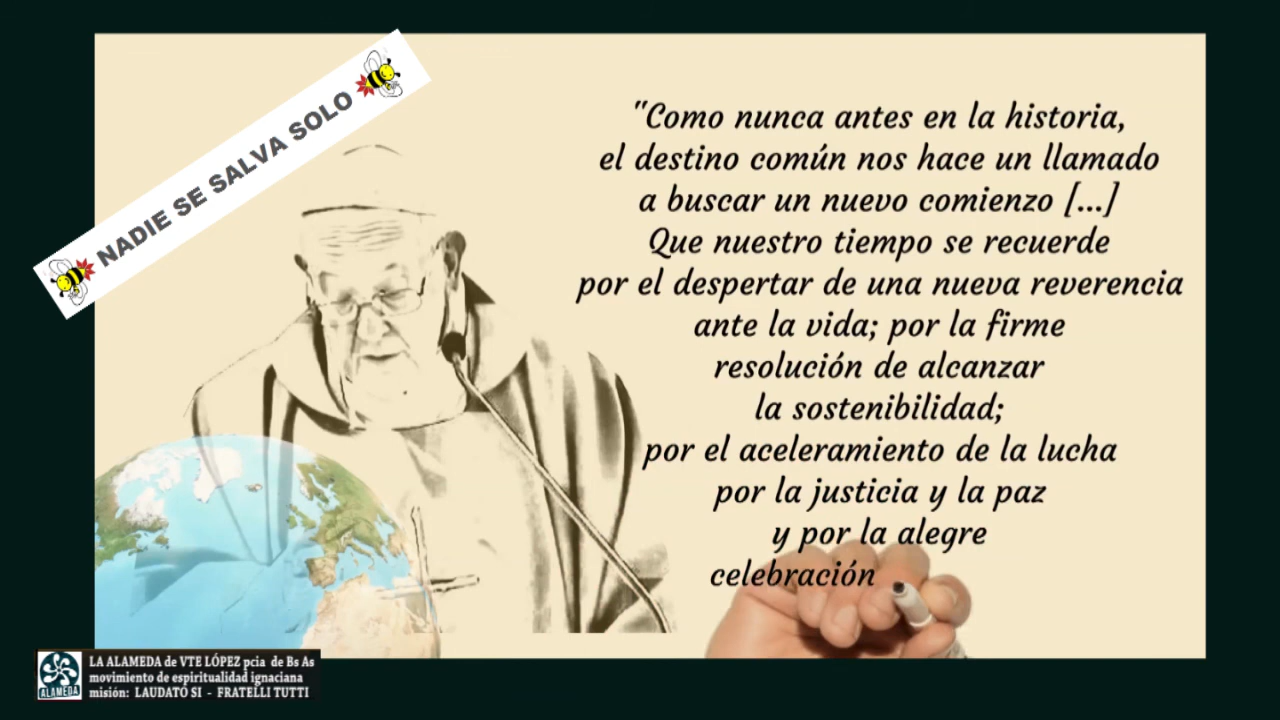 NADIE SE SALVA SOLO
"Como nunca antes en la historia,
el destino común nos hace un llamado
a buscar un nuevo comienzo [...]
Que nuestro tiempo se recuerde
por el despertar de una nueva reverencia
ante la vida; por la firme
resolución de alcanzar
la sostenibilidad;
por el aceleramiento de la lucha
por la justicia y la paz
y por la alegre
celebración
ALAMEDA
LA ALAMEDA de VTE LÓPEZ pcia de Bs As
movimiento de espiritualidad ignaciana
misión: LAUDATO SI - FRATELLI TUTTI